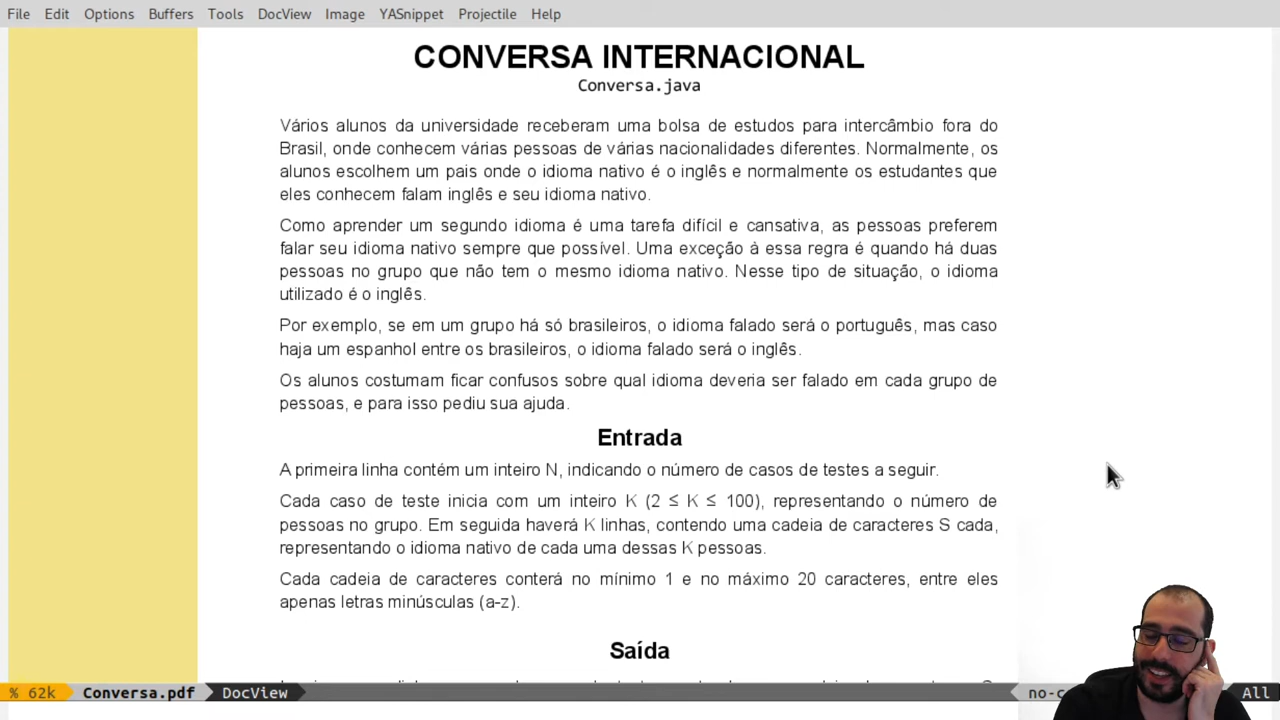 File Edit Options Buffers Tools DocView Image YASnippet Projectile Help
CONVERSA INTERNACIONAL
Conversa.java
Vários alunos da universidade receberam uma bolsa de estudos para intercâmbio fora do
Brasil, onde conhecem várias pessoas de várias nacionalidades diferentes. Normalmente, os
alunos escolhem um pais onde o idioma nativo é o inglês e normalmente os estudantes que
eles conhecem falam inglês e seu idioma nativo.
Como aprender um segundo idioma é uma tarefa difícil e cansativa, as pessoas preferem
falar seu idioma nativo sempre que possível. Uma exceção à essa regra é quando há duas
pessoas no grupo que não tem o mesmo idioma nativo. Nesse tipo de situação, o idioma
utilizado é o inglês.
Por exemplo, se em um grupo há só brasileiros, o idioma falado será o português, mas caso
haja um espanhol entre os brasileiros, o idioma falado será o inglês.
Os alunos costumam ficar confusos sobre qual idioma deveria ser falado em cada grupo de
pessoas, e para isso pediu sua ajuda.
Entrada
A primeira linha contém um inteiro N, indicando o número de casos de testes a seguir.
Cada caso de teste inicia com um inteiro K (2 ≤ K ≤ 100), representando o número de
pessoas no grupo. Em seguida haverá K linhas, contendo uma cadeia de caracteres S cada,
representando o idioma nativo de cada uma dessas K pessoas.
Cada cadeia de caracteres conterá no mínimo 1 e no máximo 20 caracteres, entre eles
apenas letras minúsculas (a-z).
Saída
% 62k Conversa.pdf DocView All